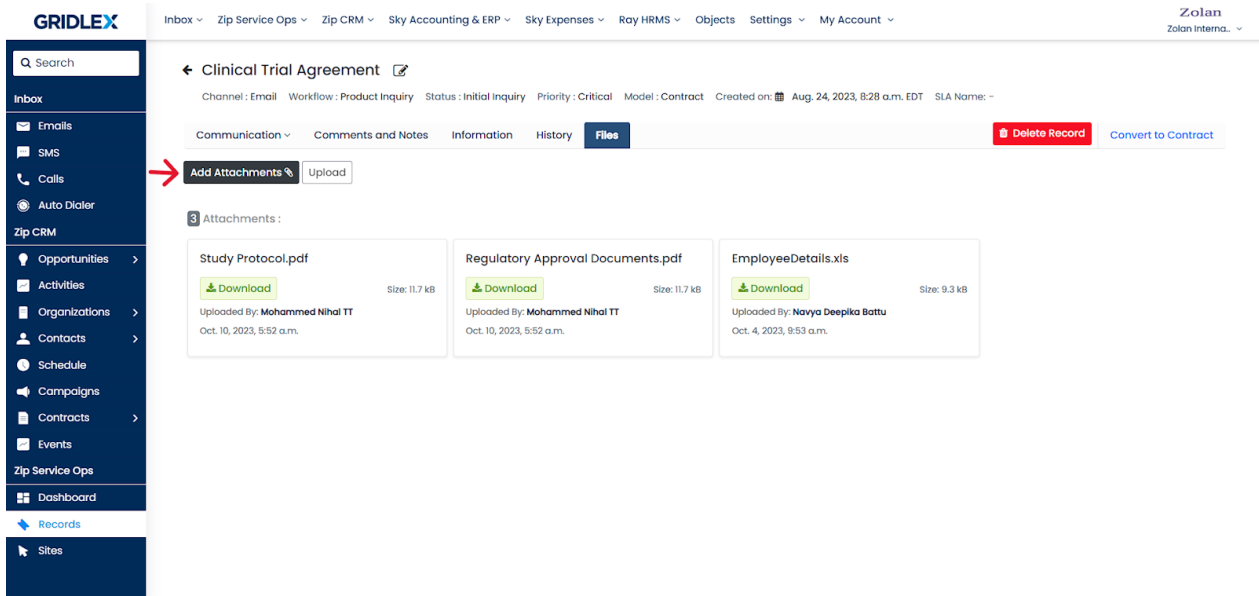 GRIDLEX
Inbox Zip Service Ops Zip CRM Sky Accounting & ERP Sky Expenses Ray HRMS Objects Settings My Account
Zolan
Zolan Interna..
Search
Inbox
Emails
SMS
Calls
Auto Dialer
Zip CRM
Opportunities
Activities
Organizations
Contacts
Schedule
Campaigns
Contracts
Events
Zip Service Ops
Dashboard
Records
Sites
Clinical Trial Agreement
Channel : Email Workflow : Product Inquiry Status : Initial Inquiry Priority : Critical Model : Contract Created on: Aug. 24, 2023, 8:28 a.m. EDT SLA Name: -
Communication Comments and Notes Information History Files
Delete Record Convert to Contract
Add Attachments Upload
3 Attachments :
Study Protocol.pdf
Download Size: 11.7 kB
Uploaded By: Mohammed Nihal TT
Oct. 10, 2023, 5:52 a.m.
Regulatory Approval Documents.pdf
Download Size: 11.7 kB
Uploaded By: Mohammed Nihal TT
Oct. 10, 2023, 5:52 a.m.
EmployeeDetails.xls
Download Size: 9.3 kB
Uploaded By: Navya Deepika Battu
Oct. 4, 2023, 9:53 a.m.